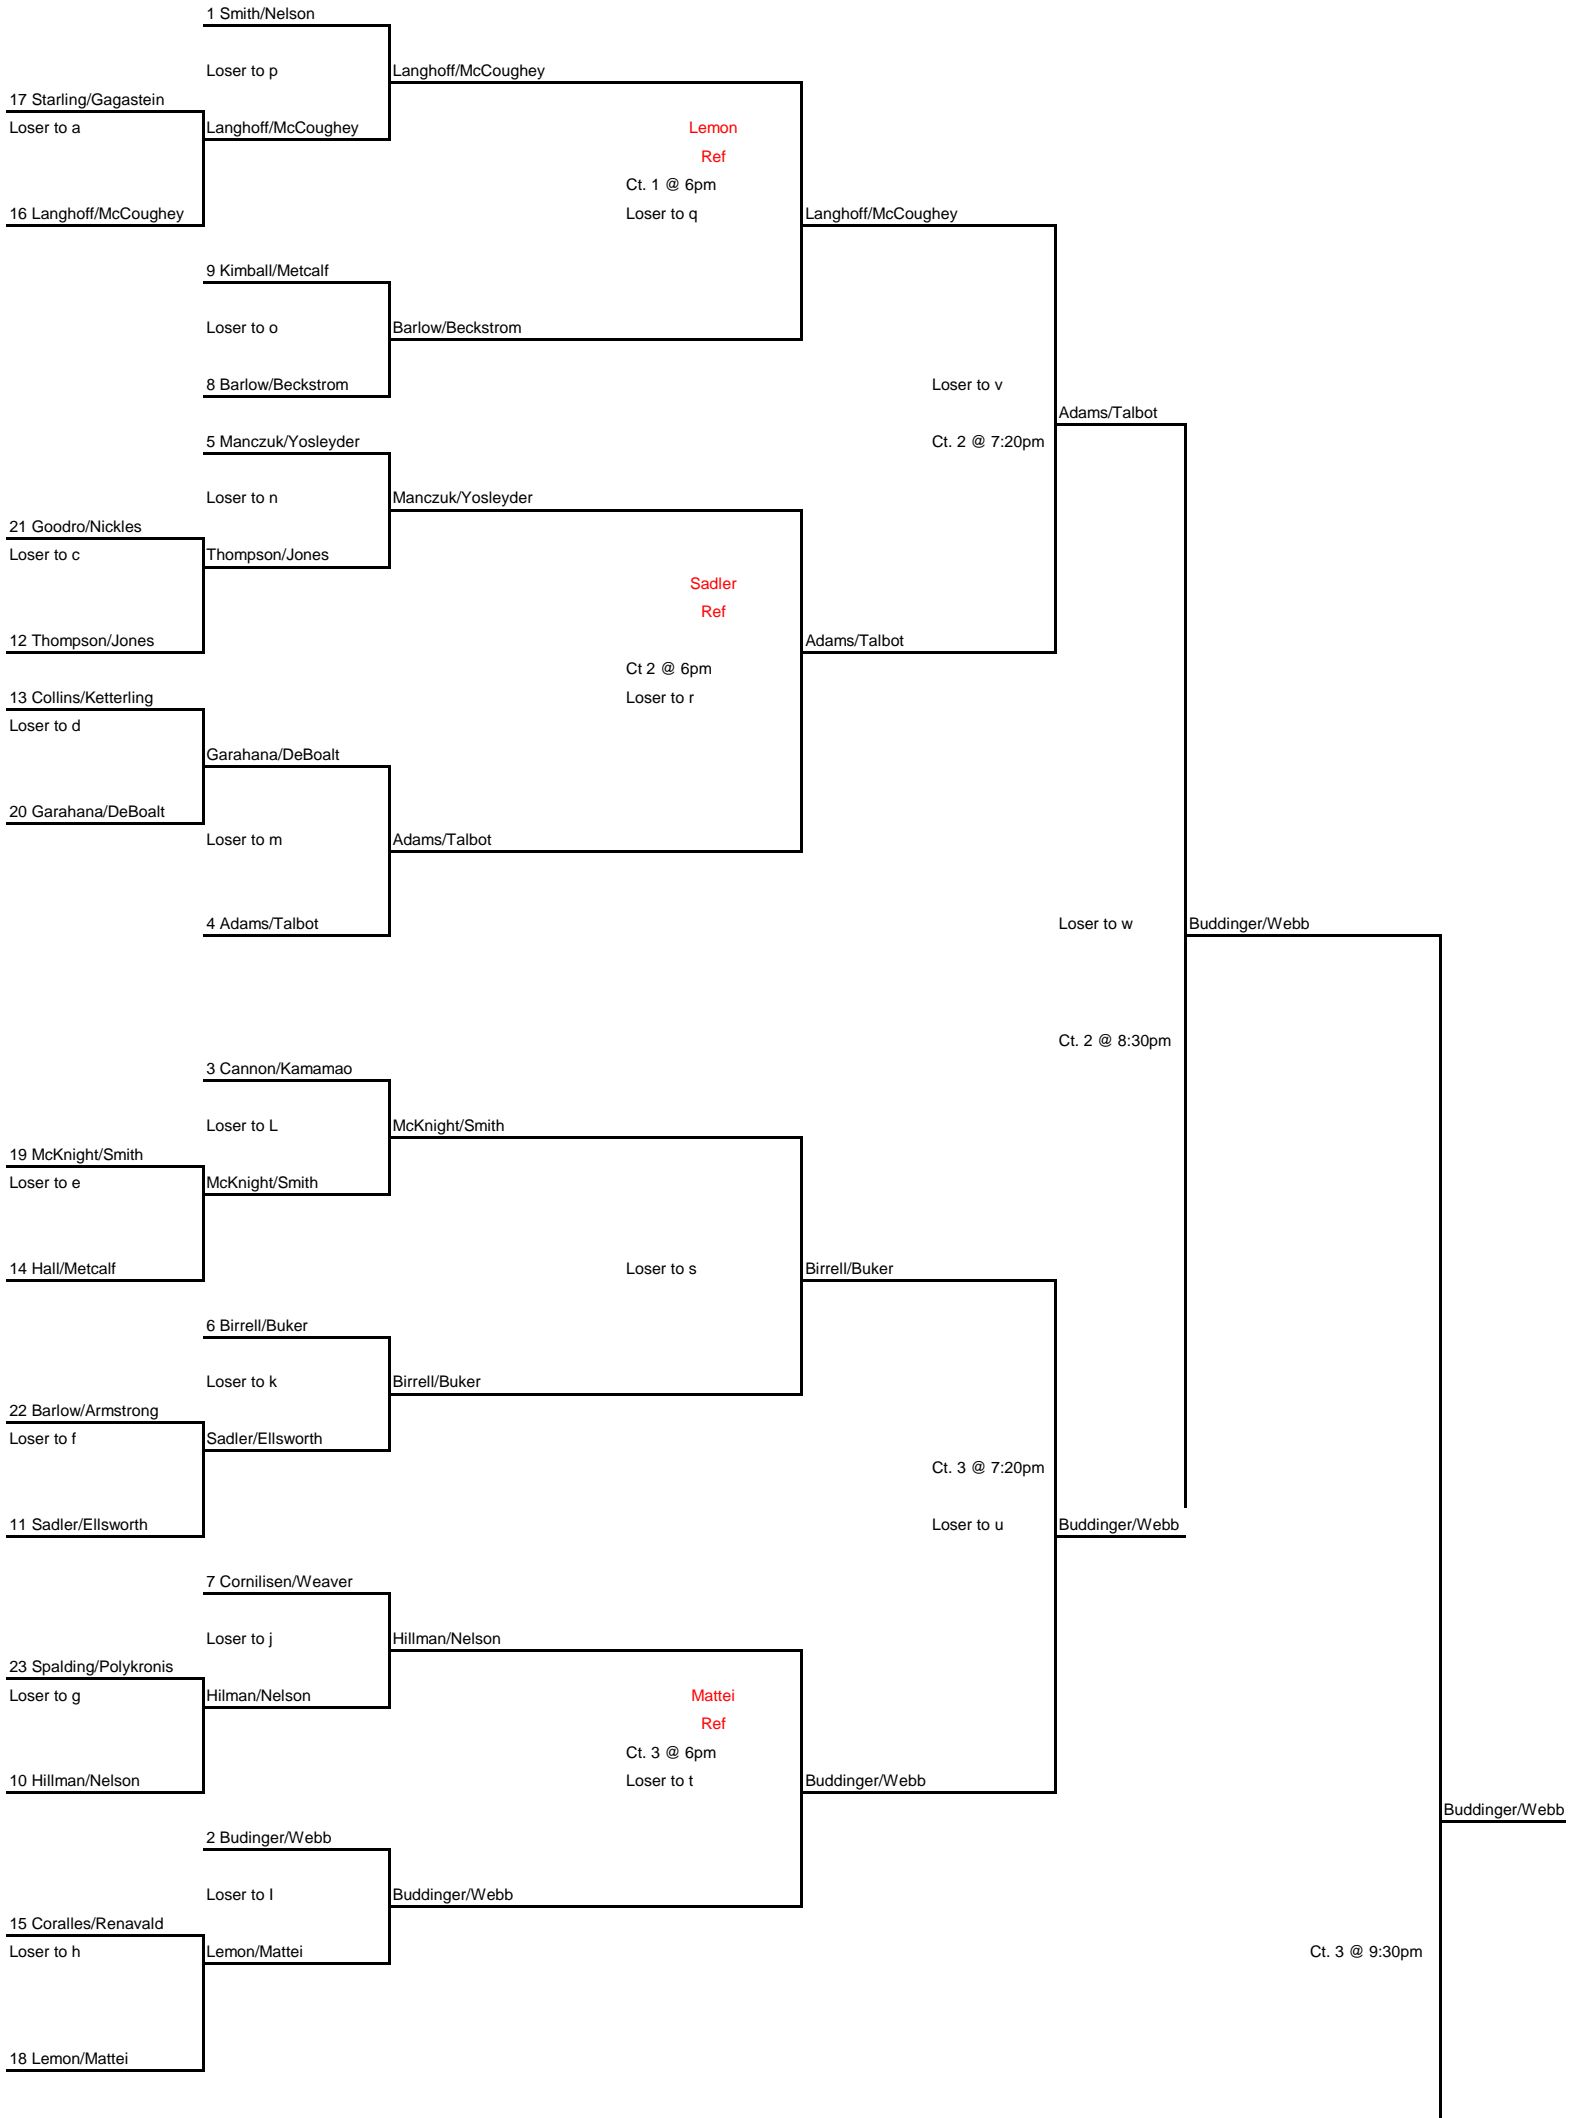 1 Smith/Nelson
Loser to p
Langhoff/McCoughey
17 Starling/Gagastein
Loser to a
Langhoff/McCoughey
Lemon
Ref
Ct. 1 @ 6pm
16 Langhoff/McCoughey
Loser to q
Langhoff/McCoughey
9 Kimball/Metcalf
Loser to o
Barlow/Beckstrom
8 Barlow/Beckstrom
Loser to v
Adams/Talbot
5 Manczuk/Yosleyder
Ct. 2 @ 7:20pm
Loser to n
Manczuk/Yosleyder
21 Goodro/Nickles
Loser to c
Thompson/Jones
Sadler
Ref
12 Thompson/Jones
Adams/Talbot
Ct 2 @ 6pm
13 Collins/Ketterling
Loser to r
Loser to d
Garahana/DeBoalt
20 Garahana/DeBoalt
Loser to m
Adams/Talbot
4 Adams/Talbot
Loser to w
Buddinger/Webb
Ct. 2 @ 8:30pm
3 Cannon/Kamamao
Loser to L
McKnight/Smith
19 McKnight/Smith
Loser to e
McKnight/Smith
14 Hall/Metcalf
Loser to s
Birrell/Buker
6 Birrell/Buker
Loser to k
Birrell/Buker
22 Barlow/Armstrong
Loser to f
Sadler/Ellsworth
Ct. 3 @ 7:20pm
11 Sadler/Ellsworth
Loser to u
Buddinger/Webb
7 Cornilisen/Weaver
Loser to j
Hillman/Nelson
23 Spalding/Polykronis
Loser to g
Hilman/Nelson
Mattei
Ref
Ct. 3 @ 6pm
10 Hillman/Nelson
Loser to t
Buddinger/Webb
Buddinger/Webb
2 Budinger/Webb
Loser to I
Buddinger/Webb
15 Coralles/Renavald
Loser to h
Lemon/Mattei
Ct. 3 @ 9:30pm
18 Lemon/Mattei